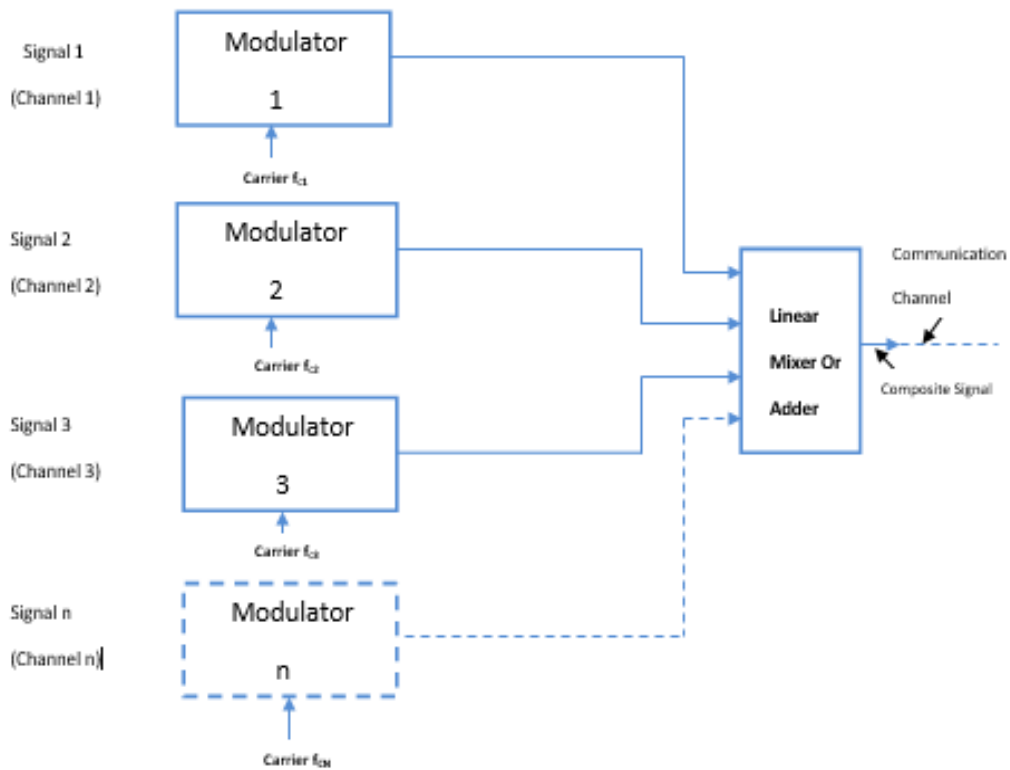 Signal 1
(Channel 1)
Modulator
1
Carrier fC1
Signal 2
(Channel 2)
Modulator
2
Carrier fC2
Signal 3
(Channel 3)
Modulator
3
Carrier fC3
Signal n
(Channel n)
Modulator
n
Carrier fCN
Linear
Mixer Or
Adder
Communication
Channel
Composite Signal